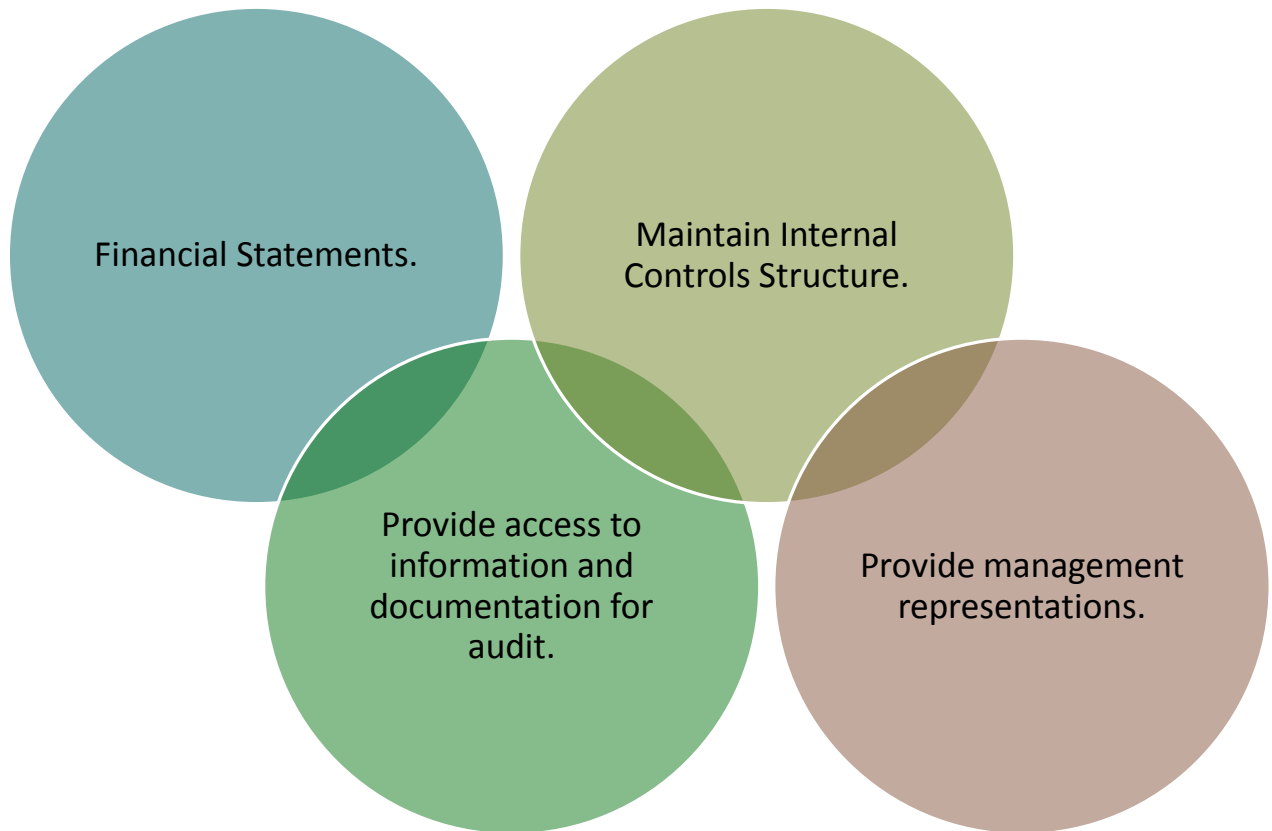 Financial Statements.
Maintain Internal
Controls Structure.
Provide access to
information and
documentation for
audit.
Provide management
representations.